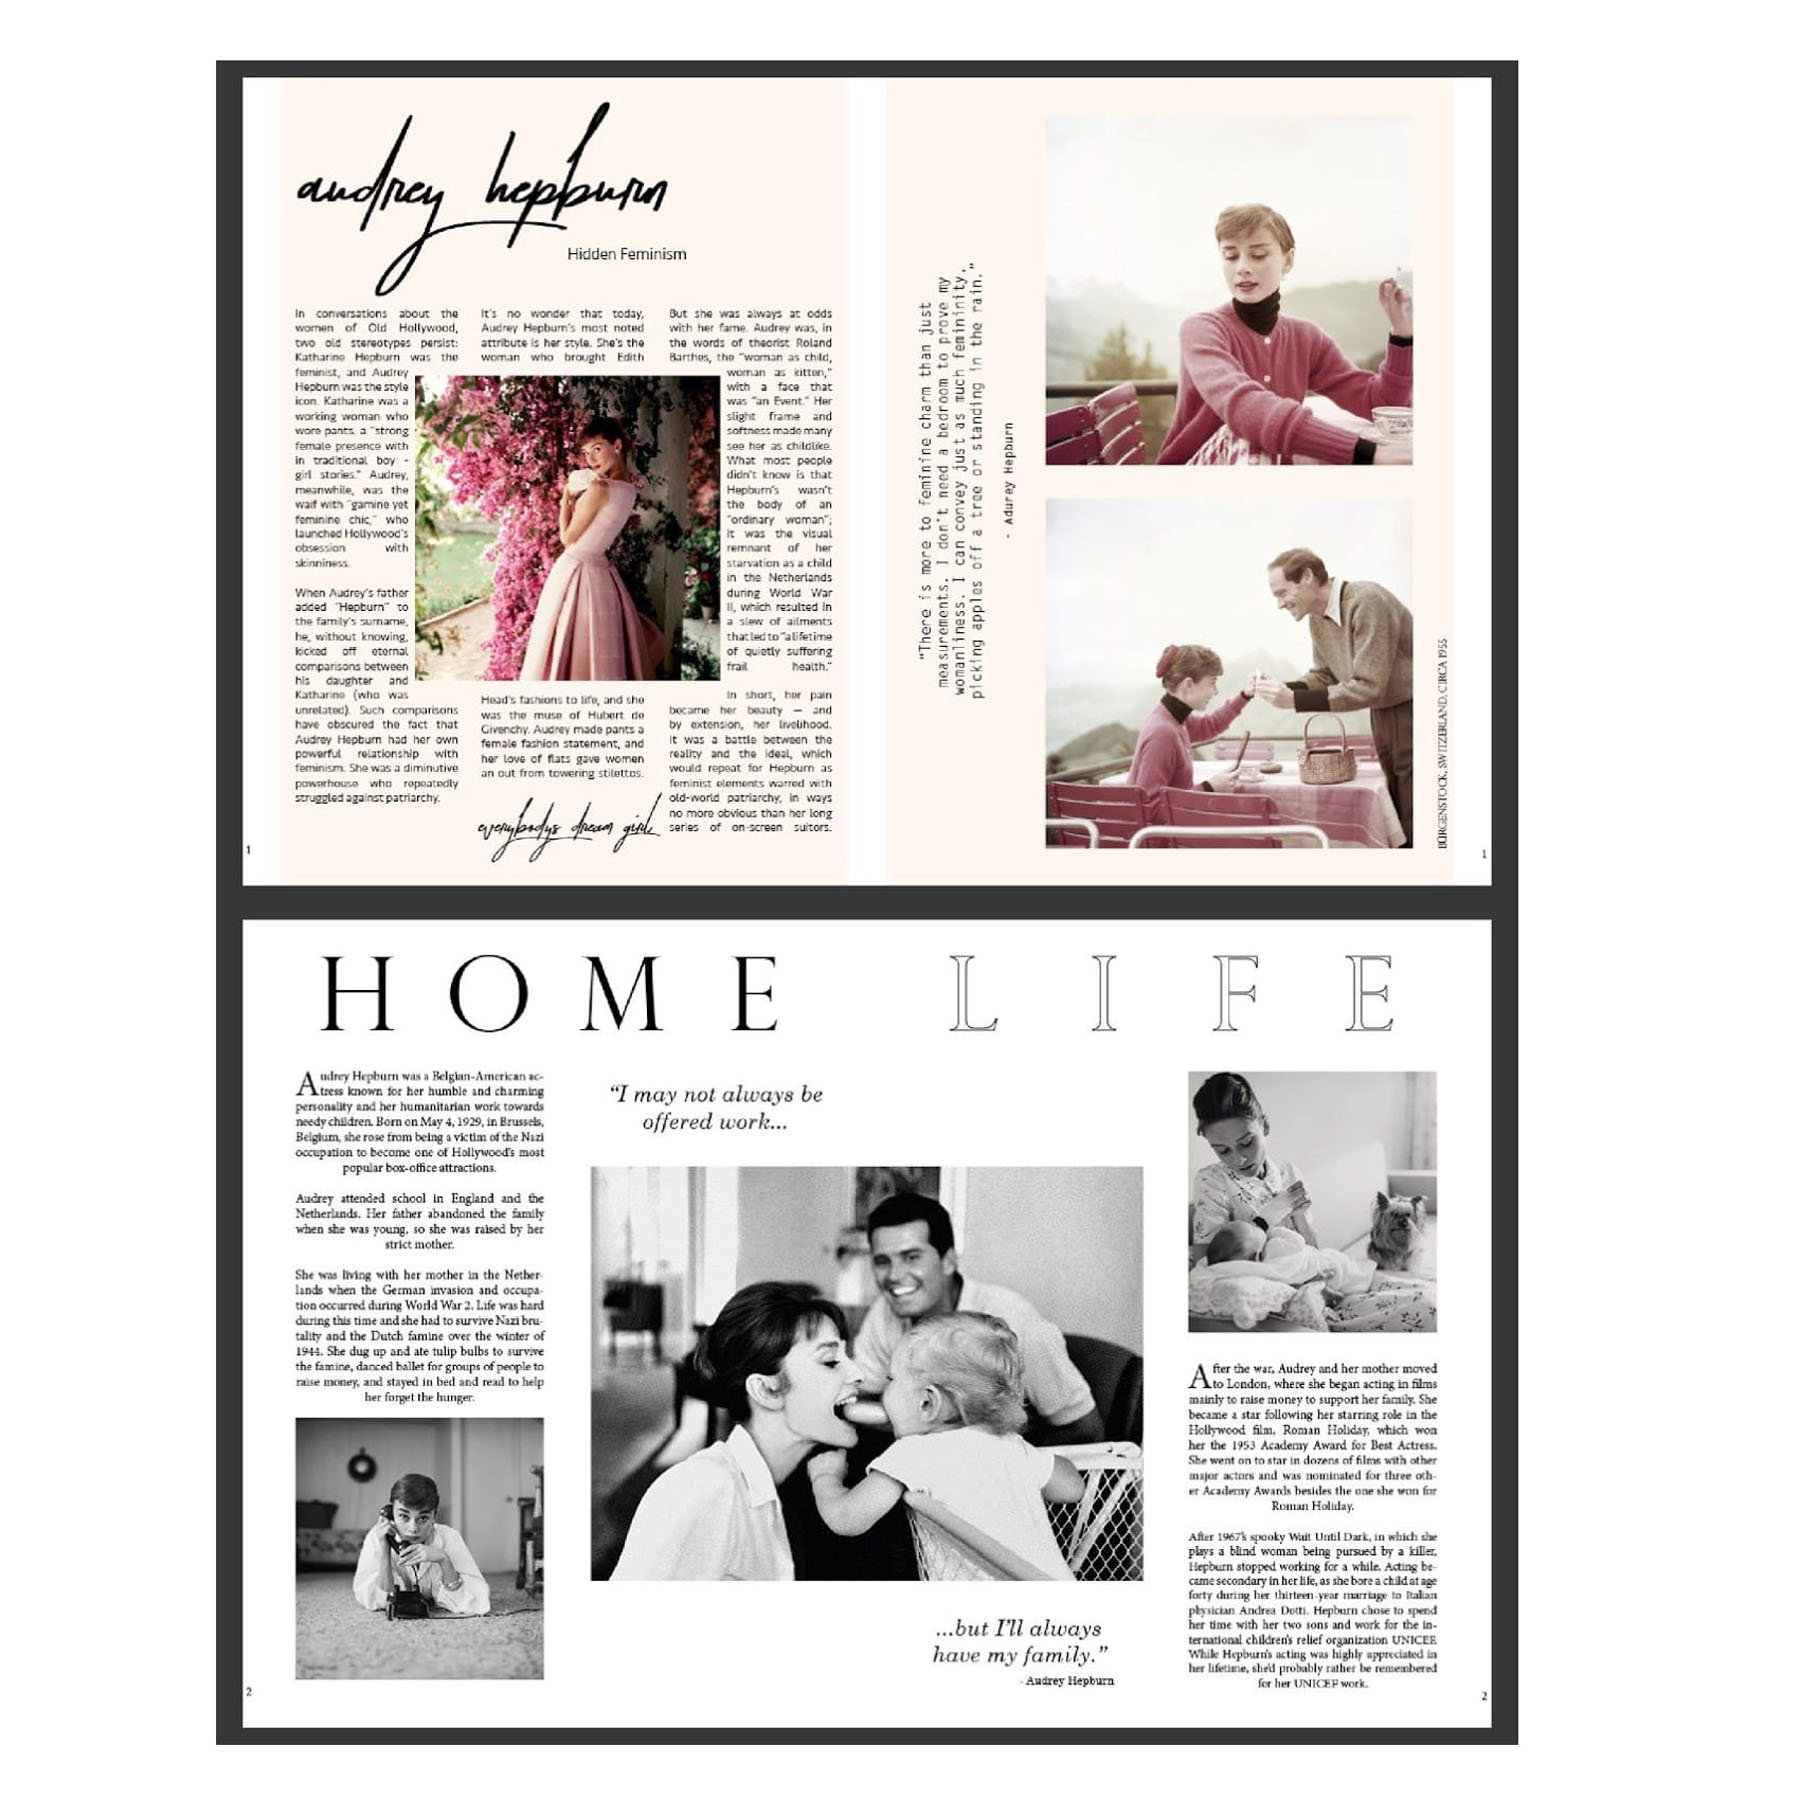 audrey hepburn
Hidden Feminism
In conversations about the
women of Old Hollywood,
two old stereotypes persist:
Katharine Hepburn was the
feminist, and Audrey
Hepburn was the style
icon. Katharine was a
working woman who
wore pants, a "strong
female presence with
in traditional boy -
girl stories." Audrey,
meanwhile, was the
waif with "gamine yet
feminine chic," who
launched Hollywood's
obsession with
skinniness.
When Audrey's father
added "Hepburn" to
the family's surname,
he, without knowing,
kicked off eternal
comparisons between
his daughter and
Katharine (who was
unrelated). Such comparisons
have obscured the fact that
Audrey Hepburn had her own
powerful relationship with
feminism. She was a diminutive
powerhouse who repeatedly
struggled against patriarchy.
It's no wonder that today,
Audrey Hepburn's most noted
attribute is her style. She's the
woman who brought Edith
Head's fashions to life, and she
was the muse of Hubert de
Givenchy. Audrey made pants a
female fashion statement, and
her love of flats gave women
an out from towering stilettos.
everybodys dream girl
But she was always at odds
with her fame. Audrey was, in
the words of theorist Roland
Barthes, the "woman as child,
woman as kitten,"
with a face that
was "an Event." Her
slight frame and
softness made many
see her as childlike.
What most people
didn't know is that
Hepburn's wasn't
the body of an
"ordinary woman";
it was the visual
remnant of her
starvation as a child
in the Netherlands
during World War
II, which resulted in
a slew of ailments
that led to "a lifetime
of quietly suffering
frail health."
In short, her pain
became her beauty — and
by extension, her livelihood.
It was a battle between the
reality and the ideal, which
would repeat for Hepburn as
feminist elements warred with
old-world patriarchy, in ways
no more obvious than her long
series of on-screen suitors.
1
"There is more to feminine charm than just
measurements. I don't need a bedroom to prove my
womanliness. I can convey just as much femininity,
picking apples off a tree or standing in the rain."
- Adurey Hepburn
BÜRGENSTOCK, SWITZERLAND, CIRCA 1955
1
HOME LIFE
Audrey Hepburn was a Belgian-American ac-
tress known for her humble and charming
personality and her humanitarian work towards
needy children. Born on May 4, 1929, in Brussels,
Belgium, she rose from being a victim of the Nazi
occupation to become one of Hollywood's most
popular box-office attractions.
Audrey attended school in England and the
Netherlands. Her father abandoned the family
when she was young, so she was raised by her
strict mother.
She was living with her mother in the Nether-
lands when the German invasion and occupa-
tion occurred during World War 2. Life was hard
during this time and she had to survive Nazi bru-
tality and the Dutch famine over the winter of
1944. She dug up and ate tulip bulbs to survive
the famine, danced ballet for groups of people to
raise money, and stayed in bed and read to help
her forget the hunger.
"I may not always be
offered work...
...but I'll always
have my family."
- Audrey Hepburn
After the war, Audrey and her mother moved
to London, where she began acting in films
mainly to raise money to support her family. She
became a star following her starring role in the
Hollywood film, Roman Holiday, which won
her the 1953 Academy Award for Best Actress.
She went on to star in dozens of films with other
major actors and was nominated for three oth-
er Academy Awards besides the one she won for
Roman Holiday.
After 1967's spooky Wait Until Dark, in which she
plays a blind woman being pursued by a killer,
Hepburn stopped working for a while. Acting be-
came secondary in her life, as she bore a child at age
forty during her thirteen-year marriage to Italian
physician Andrea Dotti. Hepburn chose to spend
her time with her two sons and work for the in-
ternational children's relief organization UNICEF.
While Hepburn's acting was highly appreciated in
her lifetime, she'd probably rather be remembered
for her UNICEF work.
2
2